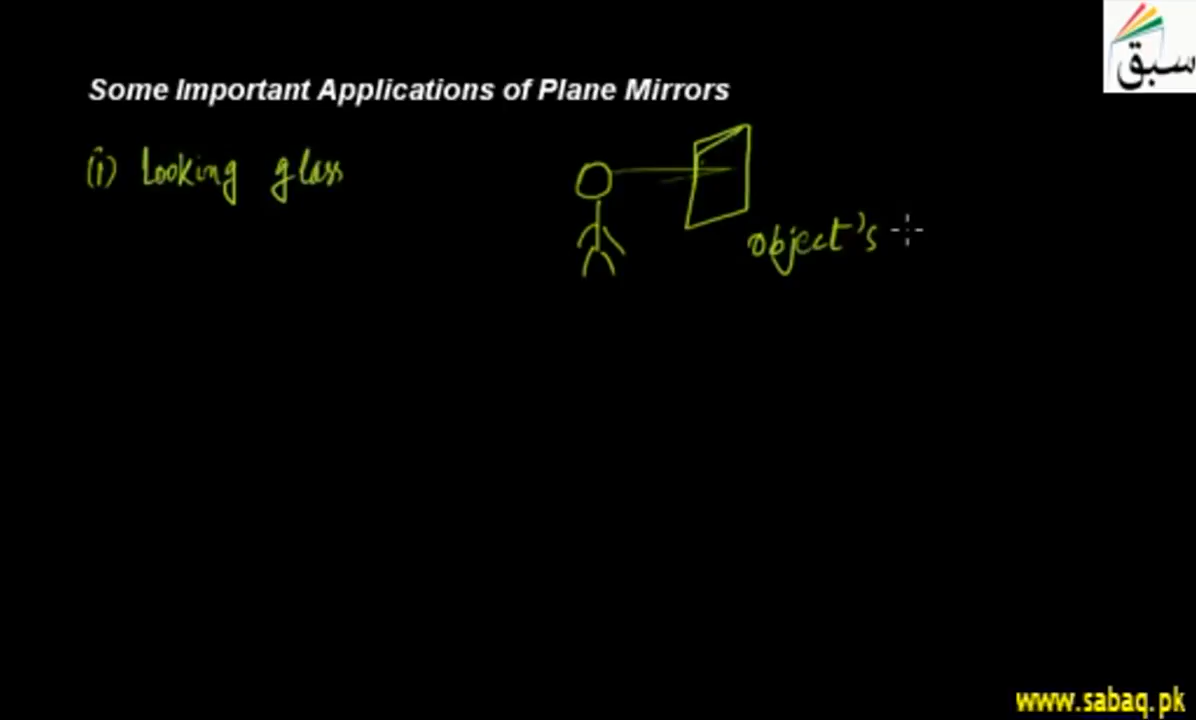 سبق
Some Important Applications of Plane Mirrors
(i) Looking glass
object's
www.sabaq.pk